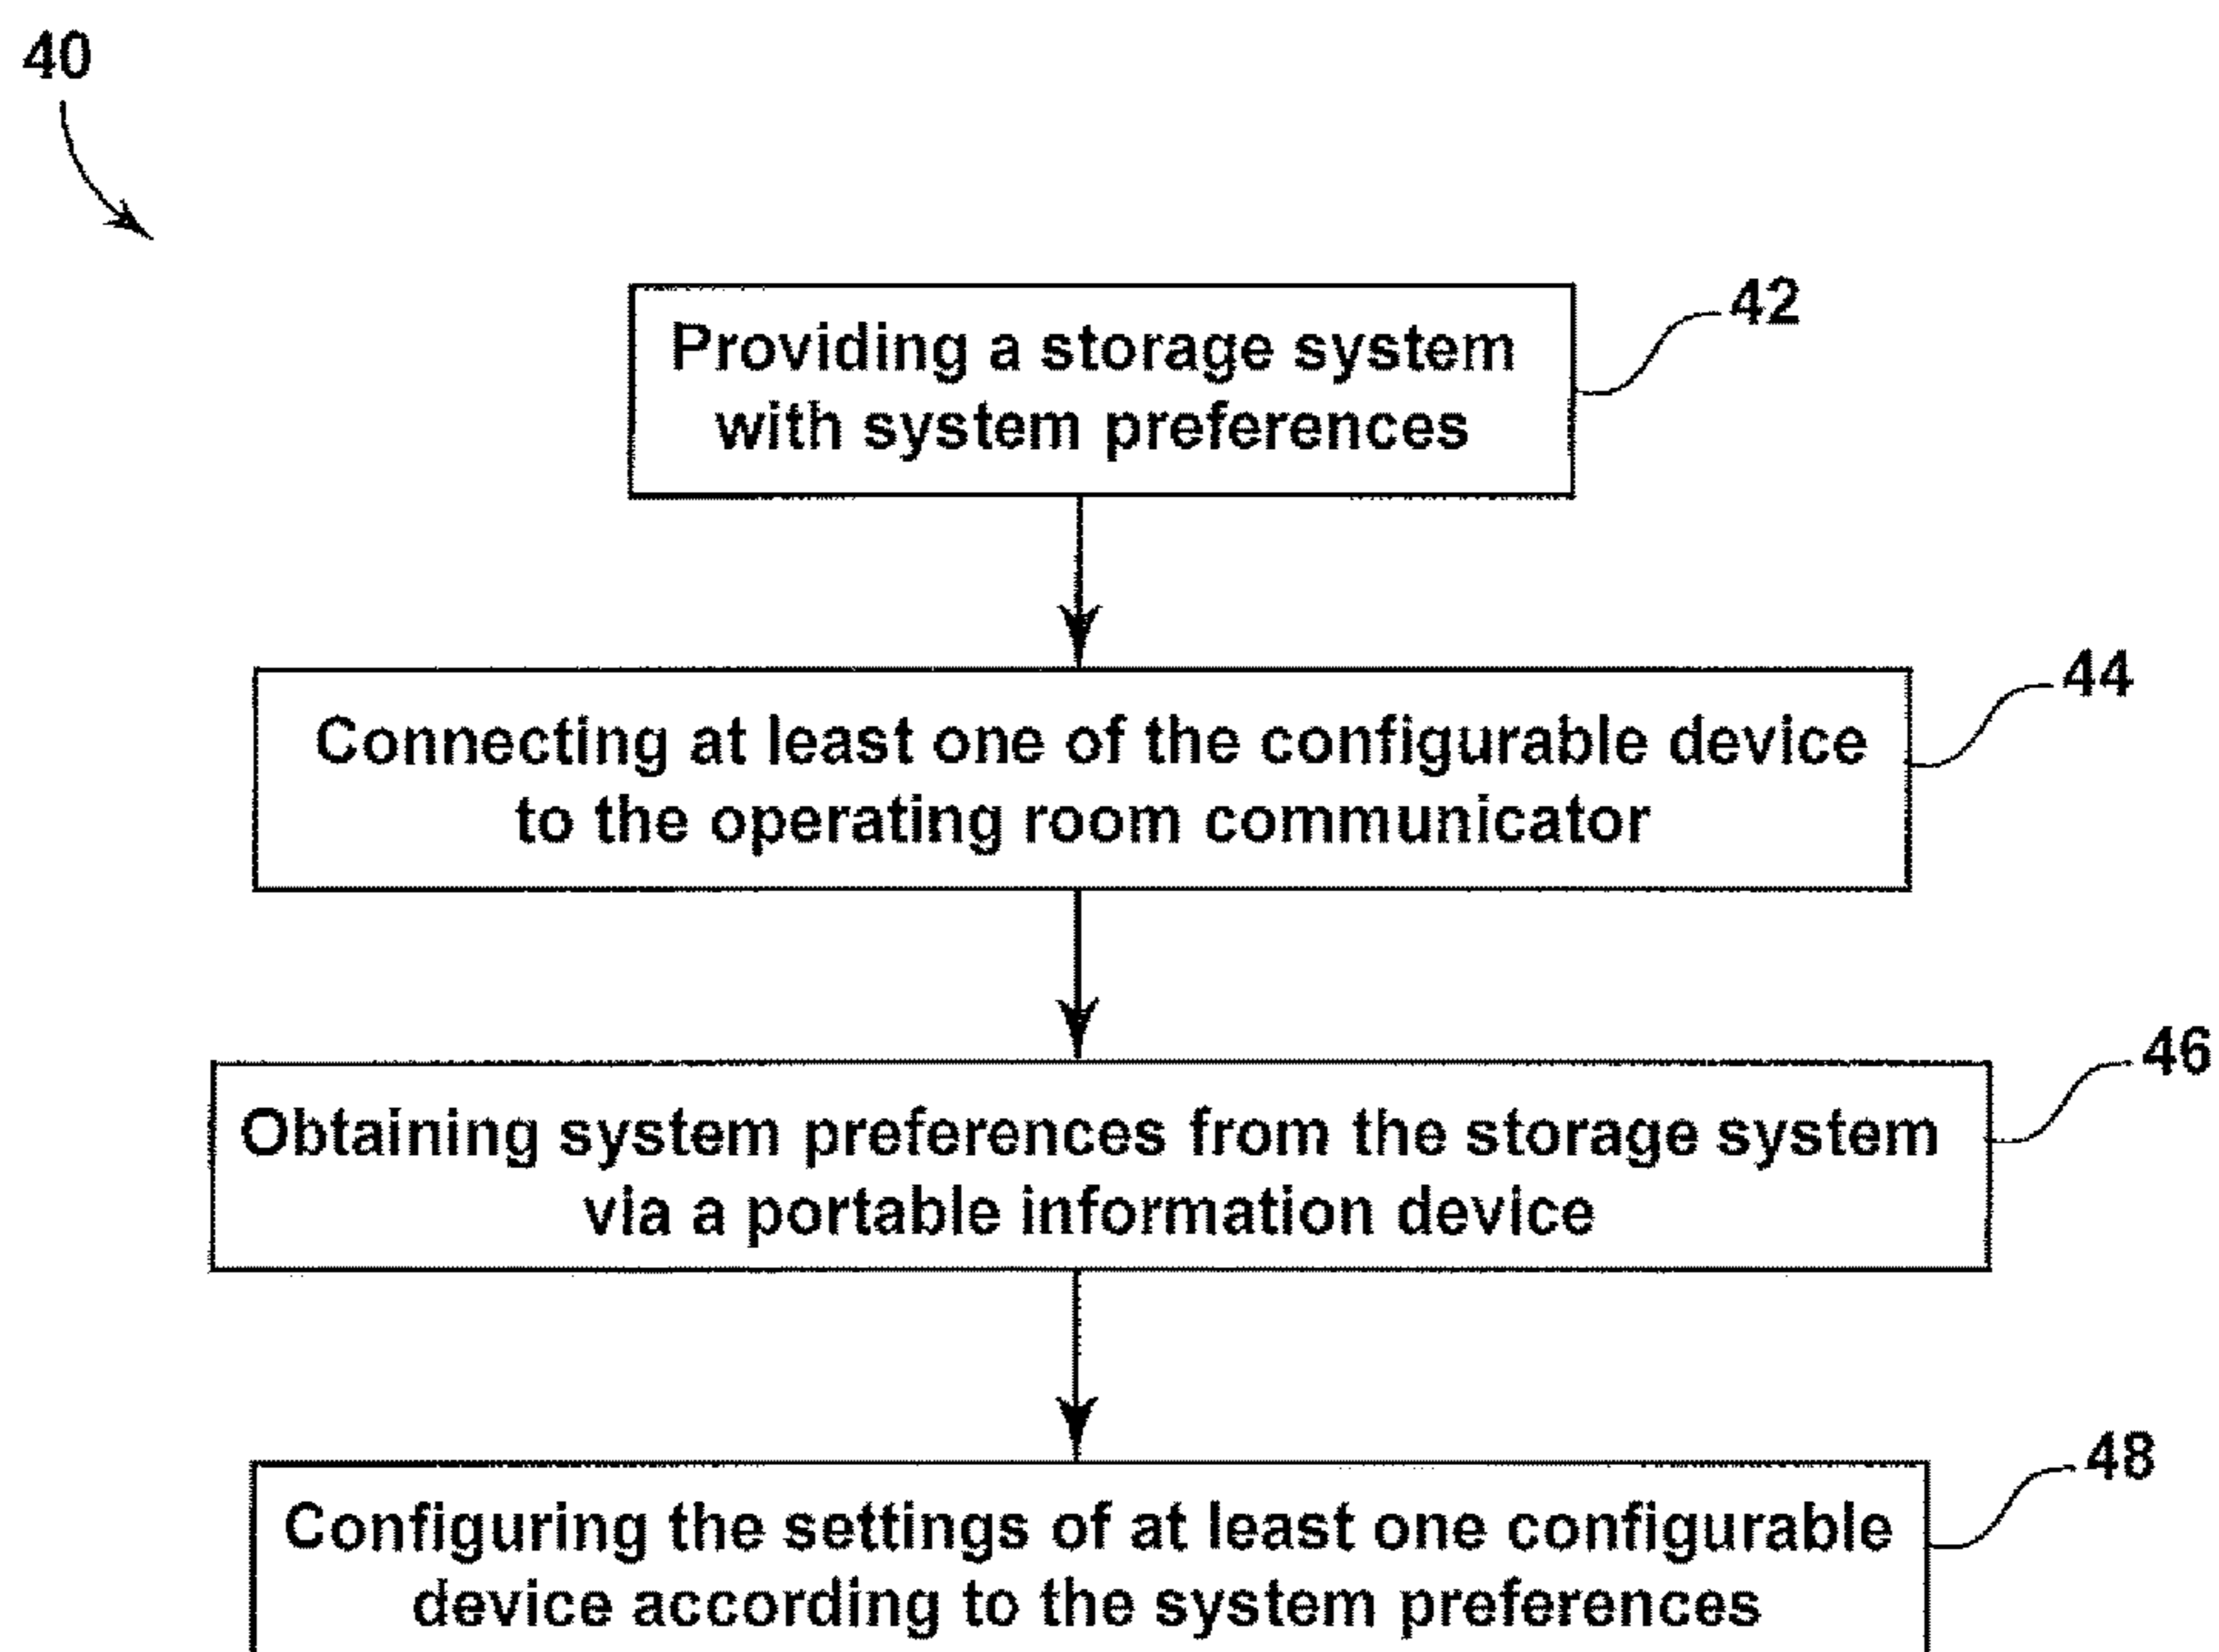 40
Providing a storage system
with system preferences
42
Connecting at least one of the configurable device
to the operating room communicator
44
Obtaining system preferences from the storage system
via a portable information device
46
Configuring the settings of at least one configurable
device according to the system preferences
48